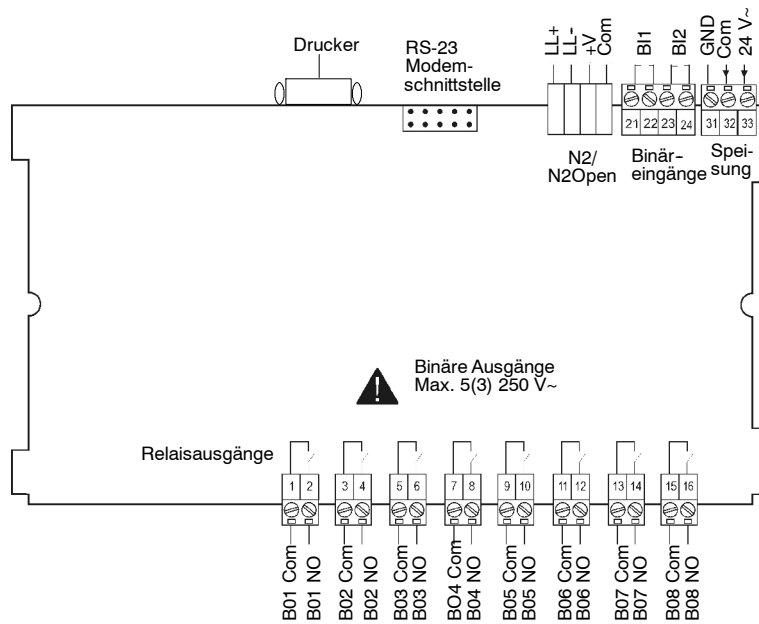 Drucker
RS-23
Modem-
schnittstelle
LL+
LL-
+V
Com
BI1
BI2
GND
Com
24 V~
21 22 23 24
31 32 33
N2/
N2Open
Binär-
eingänge
Spei-
sung
!
Binäre Ausgänge
Max. 5(3) 250 V~
Relaisausgänge
1 2
3 4
5 6
7 8
9 10
11 12
13 14
15 16
B01 Com
B01 NO
B02 Com
B02 NO
B03 Com
B03 NO
BO4 Com
B04 NO
B05 Com
B05 NO
B06 Com
B06 NO
B07 Com
B07 NO
B08 Com
B08 NO